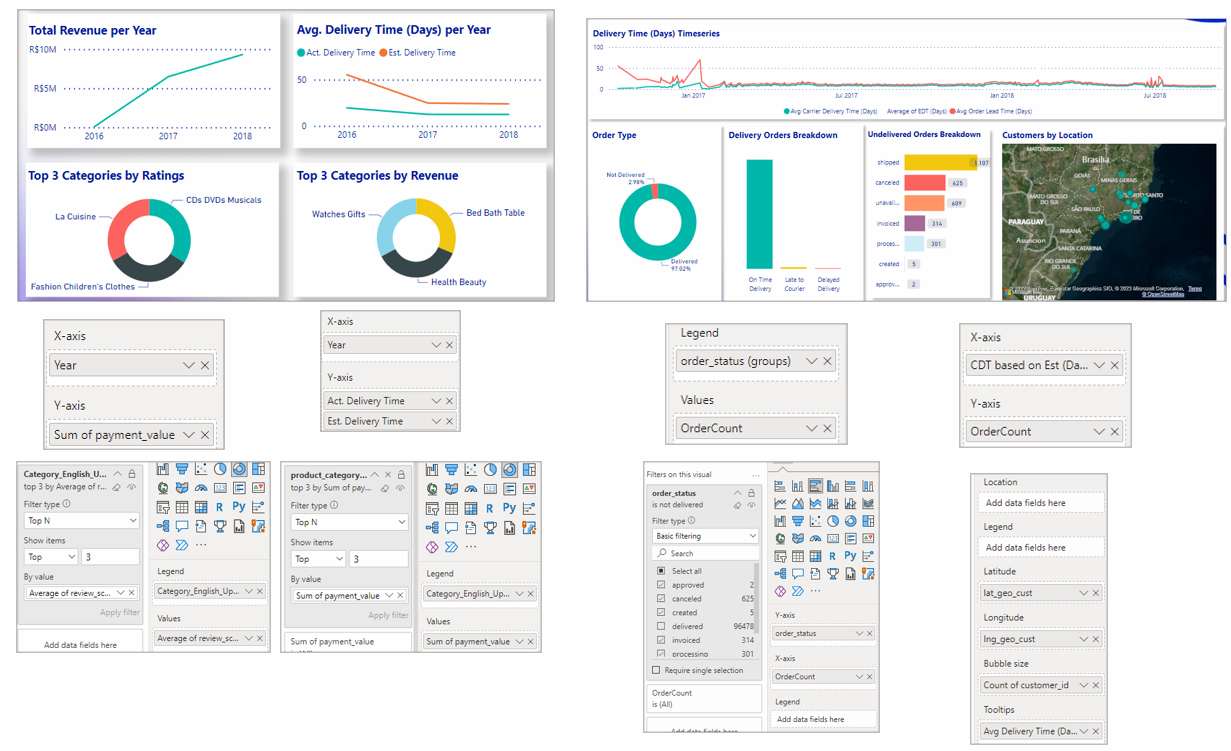 Total Revenue per Year
R$10M
R$5M
R$0M
2016 2017 2018
Avg. Delivery Time (Days) per Year
Act. Delivery Time Est. Delivery Time
50
0
2016 2017 2018
Top 3 Categories by Ratings
CDs DVDs Musicals
La Cuisine
Fashion Children's Clothes
Top 3 Categories by Revenue
Watches Gifts
Bed Bath Table
Health Beauty
Delivery Time (Days) Timeseries
100
50
0
Jan 2017 Jul 2017 Jan 2018 Jul 2018
Avg Carrier Delivery Time (Days) Average of EDT (Days) Avg Order Lead Time (Days)
Order Type
Not Delivered
2.98%
Delivered
97.02%
Delivery Orders Breakdown
On Time
Delivery
Late to
Courier
Delayed
Delivery
Undelivered Orders Breakdown
shipped 1,107
canceled 625
unavail... 609
invoiced 314
proces... 301
created 5
approv... 2
Customers by Location
MATO GROSSO
Brasília
GOIÁS
MINAS GERAIS
MATO GROSSO
DO SUL
SÃO PAULO
PARAGUAY
PARANÁ
Asuncion
SANTA CATARINA
RIO GRANDE
DO SUL
URUGUAY
© 2023 Microsoft Corporation, Terms
© OpenStreetMap
X-axis
Year
Y-axis
Sum of payment_value
X-axis
Year
Y-axis
Act. Delivery Time
Est. Delivery Time
Legend
order_status (groups)
Values
OrderCount
X-axis
CDT based on Est (Da...
Y-axis
OrderCount
Category_English_U...
top 3 by Average of r...
Filter type
Top N
Show items
Top 3
By value
Average of review_sc...
Apply filter
Add data fields here
R Py
...
Legend
Category_English_Up...
Values
Average of review_sc...
product_category...
top 3 by Sum of pay...
Filter type
Top N
Show items
Top 3
By value
Sum of payment_value
Apply filter
Sum of payment_value
R Py
...
Legend
Category_English_Up...
Values
Sum of payment_value
Filters on this visual ...
order_status
is not delivered
Filter type
Basic filtering
Search
Select all
approved 2
canceled 625
created 5
delivered 96478
invoiced 314
processing 301
Require single selection
OrderCount
is (All)
Add data fields here
R Py
...
Y-axis
order_status
X-axis
OrderCount
Legend
Add data fields here
Location
Add data fields here
Legend
Add data fields here
Latitude
lat_geo_cust
Longitude
lng_geo_cust
Bubble size
Count of customer_id
Tooltips
Avg Delivery Time (Da...